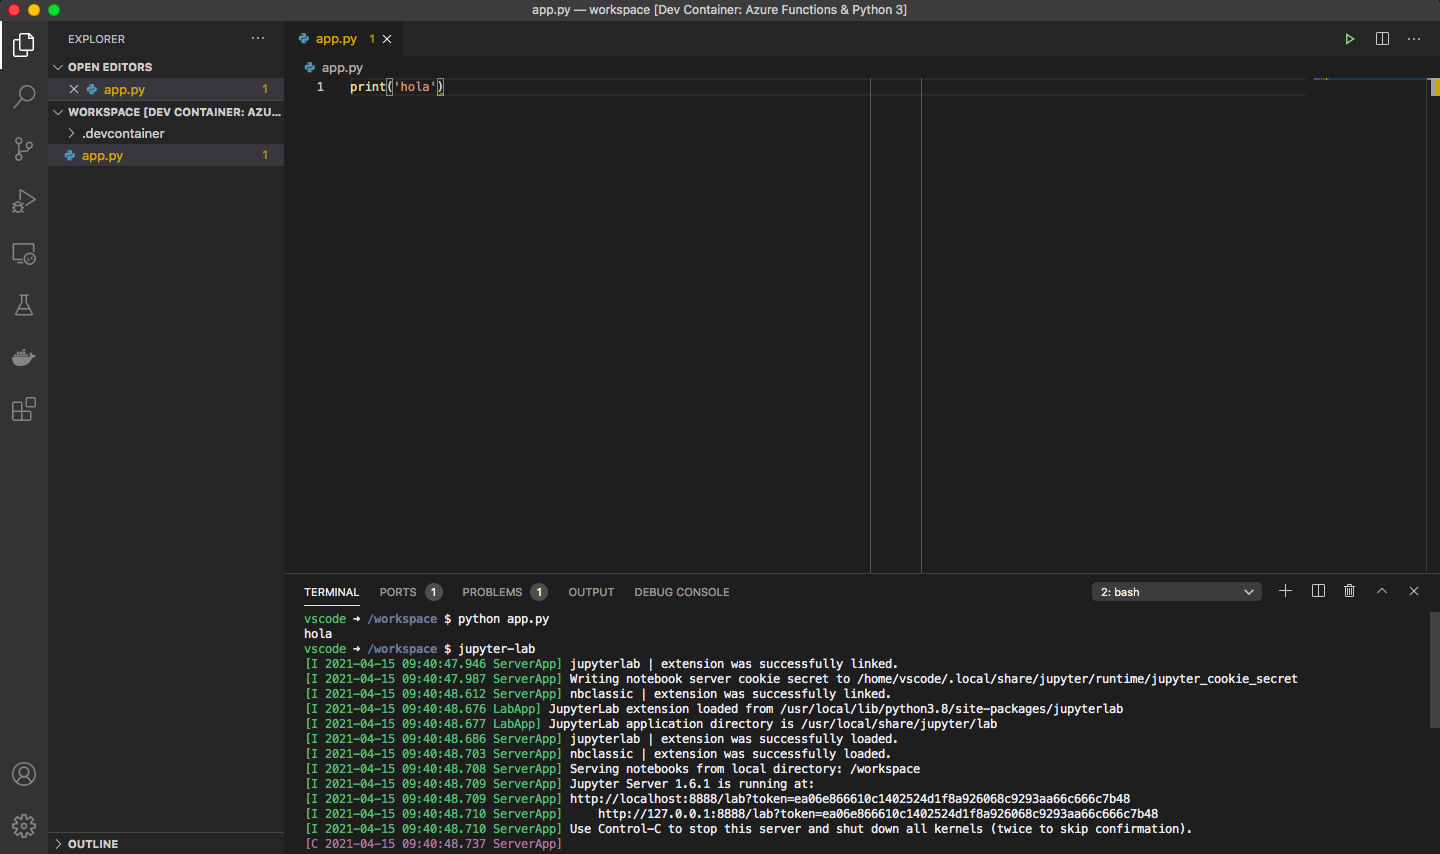 app.py — workspace [Dev Container: Azure Functions & Python 3]
EXPLORER
OPEN EDITORS
app.py 1
WORKSPACE [DEV CONTAINER: AZU...
.devcontainer
app.py 1
OUTLINE
app.py 1
app.py
1 print('hola')
TERMINAL PORTS 1 PROBLEMS 1 OUTPUT DEBUG CONSOLE 2: bash
vscode ➜ /workspace $ python app.py
hola
vscode ➜ /workspace $ jupyter-lab
[I 2021-04-15 09:40:47.946 ServerApp] jupyterlab | extension was successfully linked.
[I 2021-04-15 09:40:47.987 ServerApp] Writing notebook server cookie secret to /home/vscode/.local/share/jupyter/runtime/jupyter_cookie_secret
[I 2021-04-15 09:40:48.612 ServerApp] nbclassic | extension was successfully linked.
[I 2021-04-15 09:40:48.676 LabApp] JupyterLab extension loaded from /usr/local/lib/python3.8/site-packages/jupyterlab
[I 2021-04-15 09:40:48.677 LabApp] JupyterLab application directory is /usr/local/share/jupyter/lab
[I 2021-04-15 09:40:48.686 ServerApp] jupyterlab | extension was successfully loaded.
[I 2021-04-15 09:40:48.703 ServerApp] nbclassic | extension was successfully loaded.
[I 2021-04-15 09:40:48.708 ServerApp] Serving notebooks from local directory: /workspace
[I 2021-04-15 09:40:48.709 ServerApp] Jupyter Server 1.6.1 is running at:
[I 2021-04-15 09:40:48.709 ServerApp] http://localhost:8888/lab?token=ea06e866610c1402524d1f8a926068c9293aa66c666c7b48
[I 2021-04-15 09:40:48.710 ServerApp]     http://127.0.0.1:8888/lab?token=ea06e866610c1402524d1f8a926068c9293aa66c666c7b48
[I 2021-04-15 09:40:48.710 ServerApp] Use Control-C to stop this server and shut down all kernels (twice to skip confirmation).
[C 2021-04-15 09:40:48.737 ServerApp]